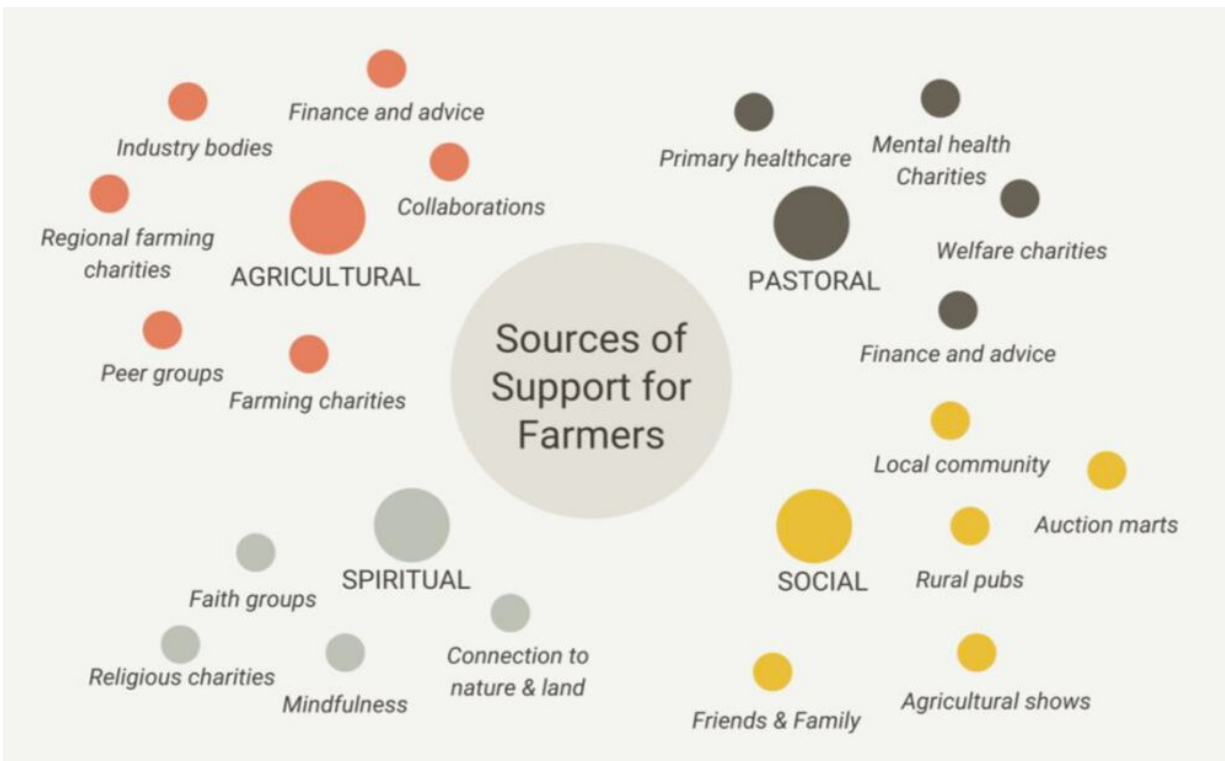 Finance and advice
Industry bodies
Collaborations
Regional farming
charities
AGRICULTURAL
Peer groups
Farming charities
Primary healthcare
Mental health
Charities
Welfare charities
PASTORAL
Finance and advice
Sources of
Support for
Farmers
SPIRITUAL
Faith groups
Religious charities
Mindfulness
Connection to
nature & land
Local community
Auction marts
SOCIAL
Rural pubs
Agricultural shows
Friends & Family